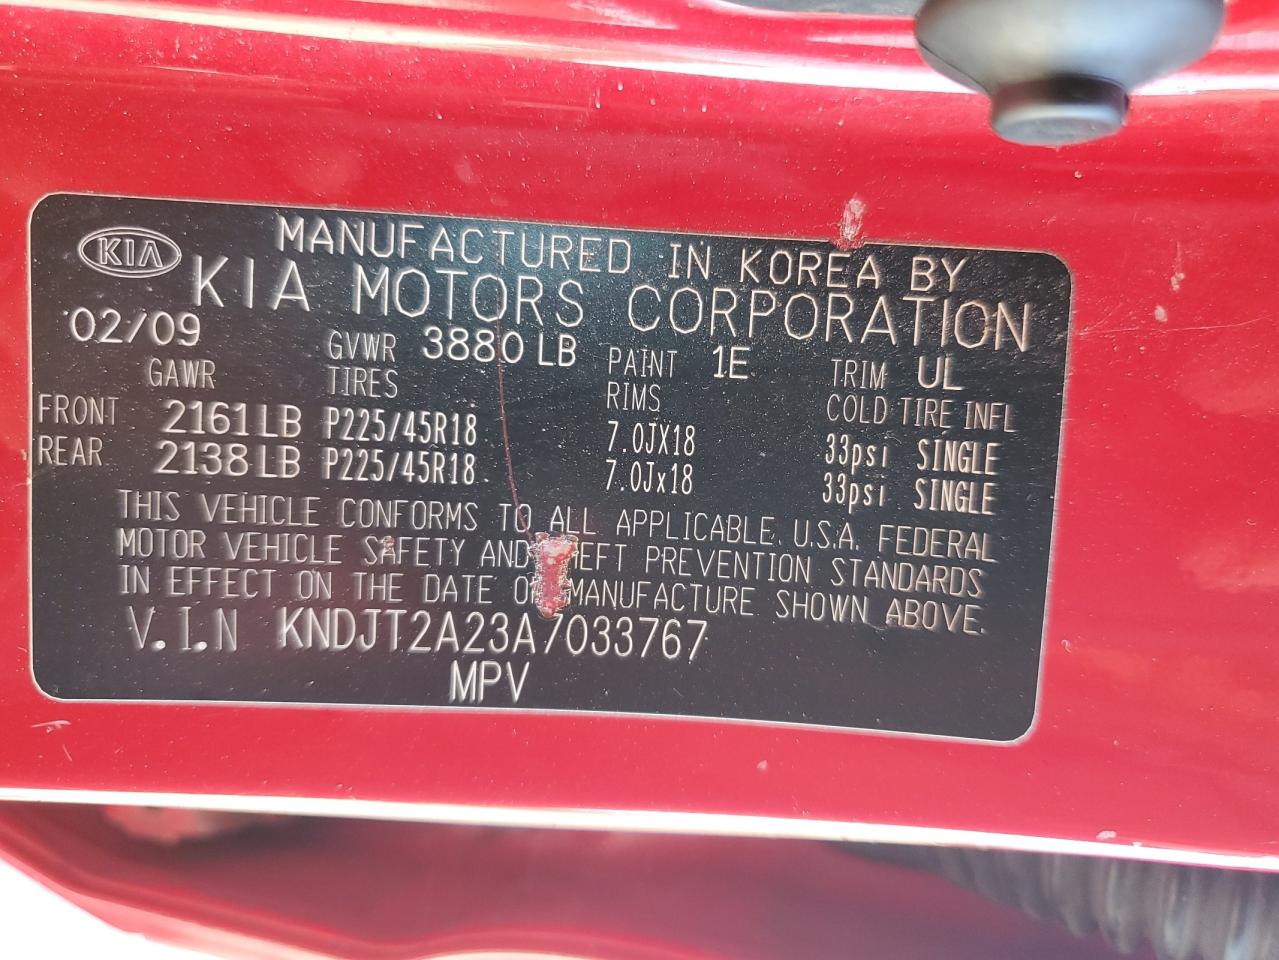 KIA
MANUFACTURED IN KOREA BY
KIA MOTORS CORPORATION
02/09 GVWR 3880 LB PAINT 1E TRIM UL
GAWR TIRES RIMS COLD TIRE INFL
FRONT 2161 LB P225/45R18 7.0JX18 33psi SINGLE
REAR 2138 LB P225/45R18 7.0Jx18 33psi SINGLE
THIS VEHICLE CONFORMS TO ALL APPLICABLE. U.S.A. FEDERAL
MOTOR VEHICLE SAFETY AND THEFT PREVENTION STANDARDS
IN EFFECT ON THE DATE OF MANUFACTURE SHOWN ABOVE.
V.I.N KNDJT2A23A7033767
MPV